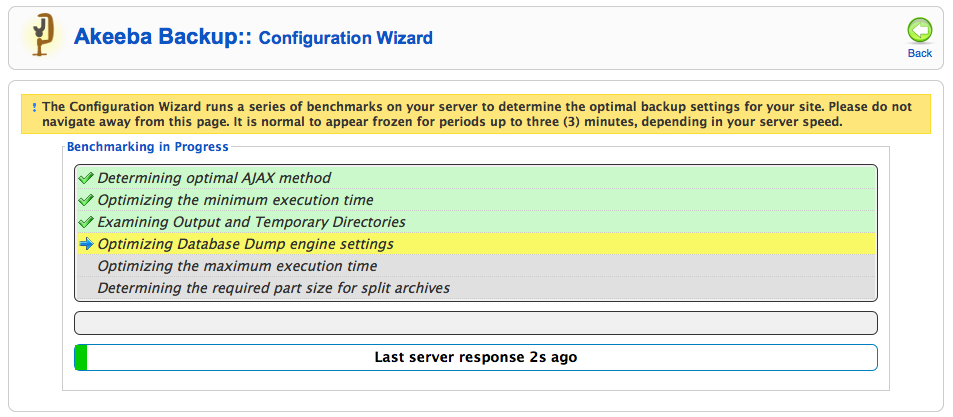 Akeeba Backup:: Configuration Wizard
Back
! The Configuration Wizard runs a series of benchmarks on your server to determine the optimal backup settings for your site. Please do not
navigate away from this page. It is normal to appear frozen for periods up to three (3) minutes, depending in your server speed.
Benchmarking in Progress
Determining optimal AJAX method
Optimizing the minimum execution time
Examining Output and Temporary Directories
Optimizing Database Dump engine settings
Optimizing the maximum execution time
Determining the required part size for split archives
Last server response 2s ago